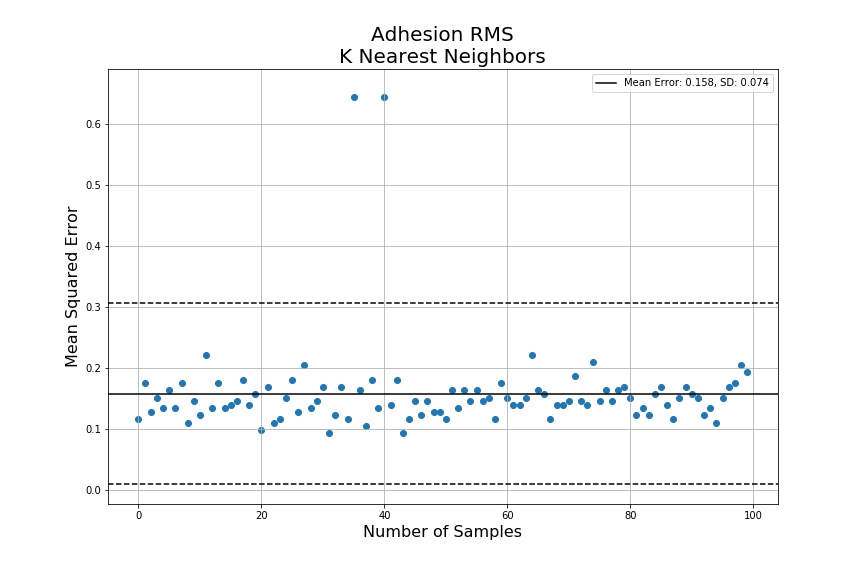 Adhesion RMS
K Nearest Neighbors
Mean Error: 0.158, SD: 0.074
Mean Squared Error
0.6
0.5
0.4
0.3
0.2
0.1
0.0
0 20 40 60 80 100
Number of Samples